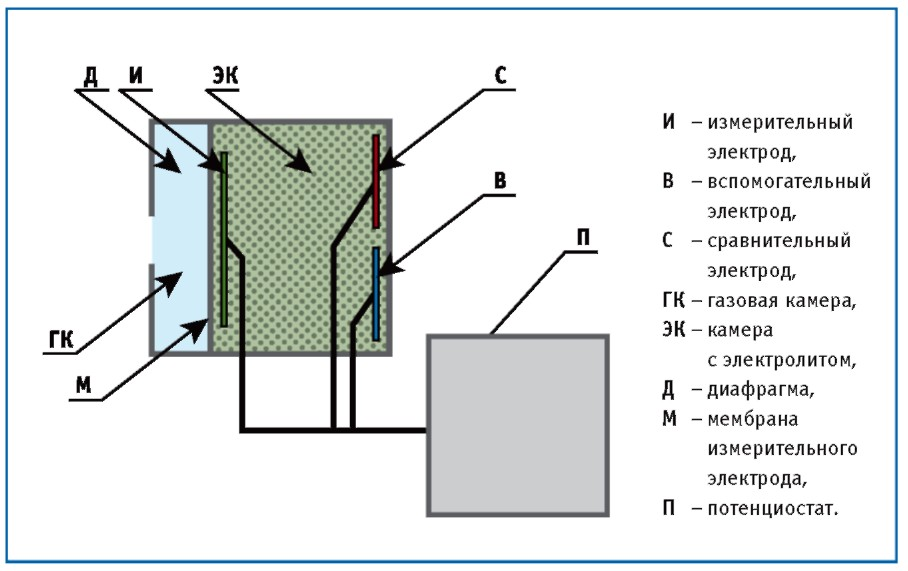 Д И ЭК С
В
П
ГК
М
И – измерительный
электрод,
В – вспомогательный
электрод,
С – сравнительный
электрод,
ГК – газовая камера,
ЭК – камера
с электролитом,
Д – диафрагма,
М – мембрана
измерительного
электрода,
П – потенциостат.